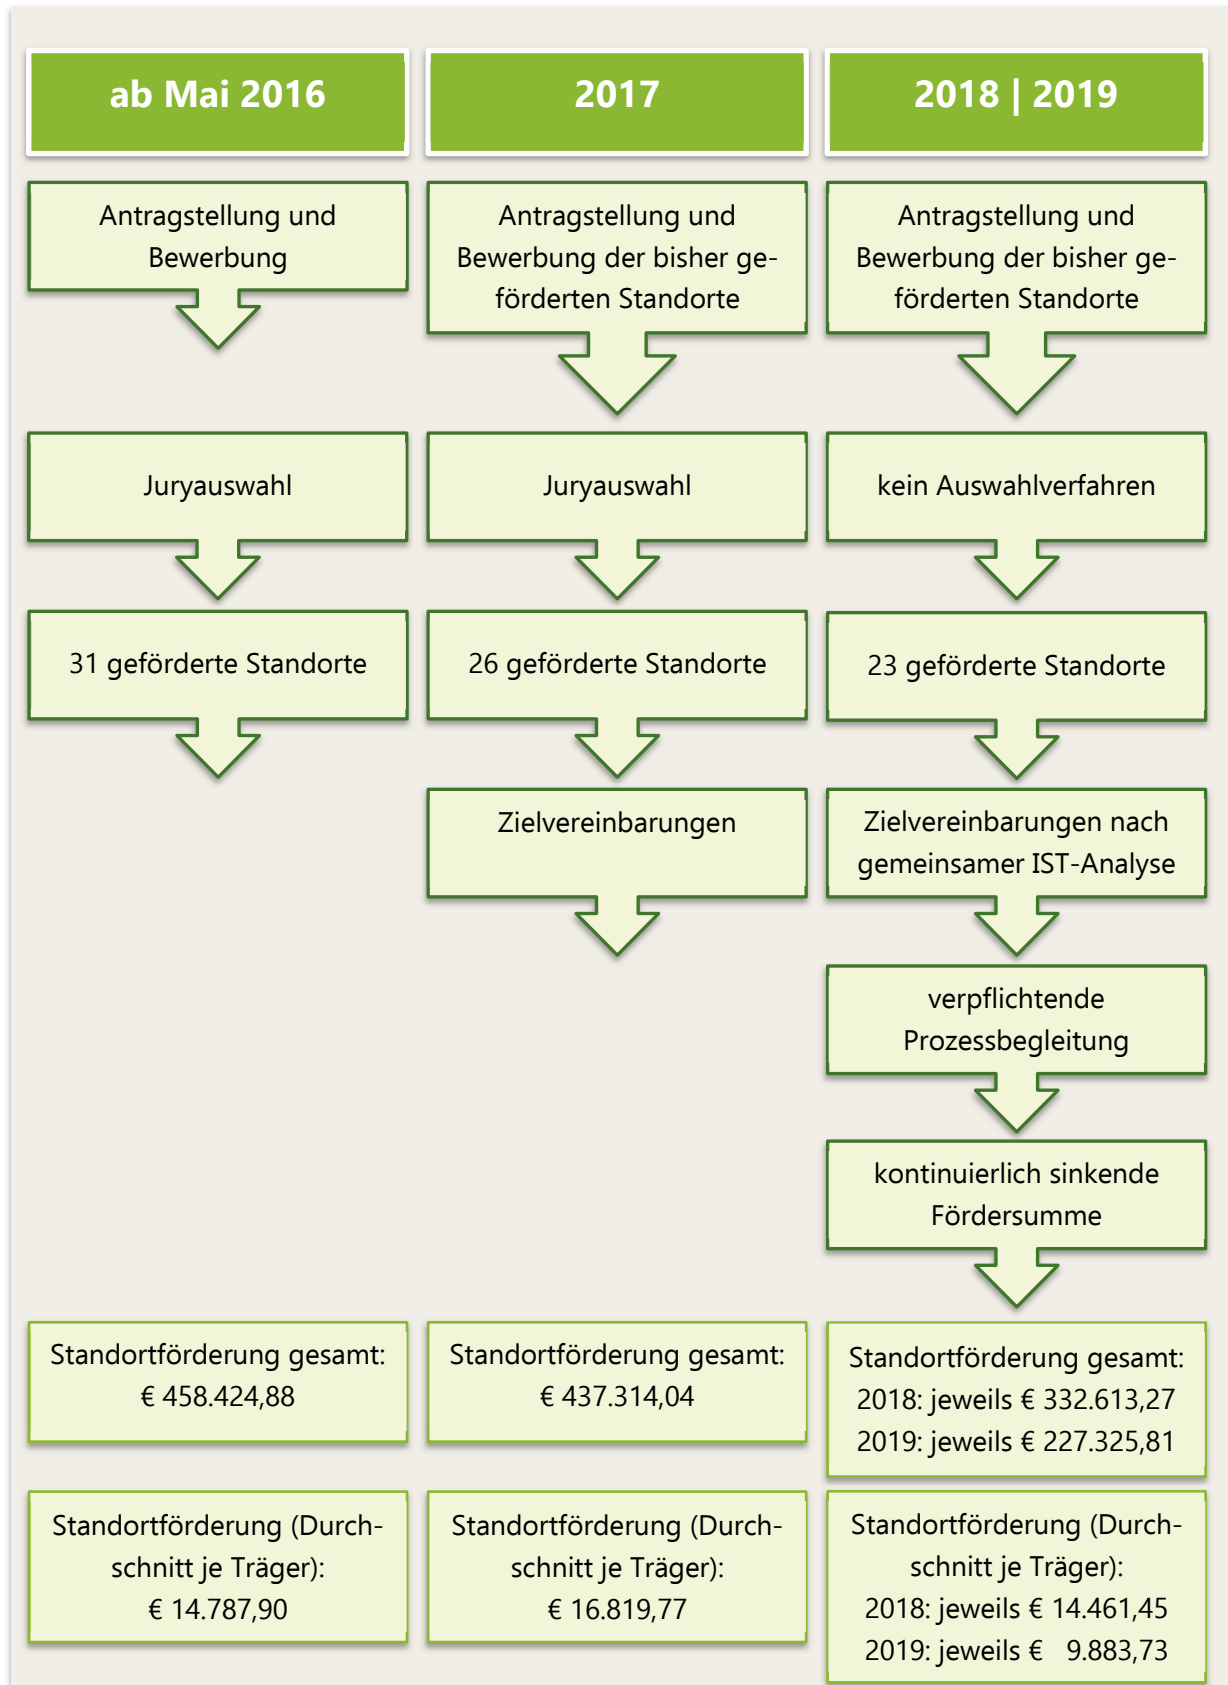 ab Mai 2016
Antragstellung und
Bewerbung
Juryauswahl
31 geförderte Standorte
Standortförderung gesamt:
€ 458.424,88
Standortförderung (Durch-
schnitt je Träger):
€ 14.787,90
2017
Antragstellung und
Bewerbung der bisher ge-
förderten Standorte
Juryauswahl
26 geförderte Standorte
Zielvereinbarungen
Standortförderung gesamt:
€ 437.314,04
Standortförderung (Durch-
schnitt je Träger):
€ 16.819,77
2018 | 2019
Antragstellung und
Bewerbung der bisher ge-
förderten Standorte
kein Auswahlverfahren
23 geförderte Standorte
Zielvereinbarungen nach
gemeinsamer IST-Analyse
verpflichtende
Prozessbegleitung
kontinuierlich sinkende
Fördersumme
Standortförderung gesamt:
2018: jeweils € 332.613,27
2019: jeweils € 227.325,81
Standortförderung (Durch-
schnitt je Träger):
2018: jeweils € 14.461,45
2019: jeweils €   9.883,73